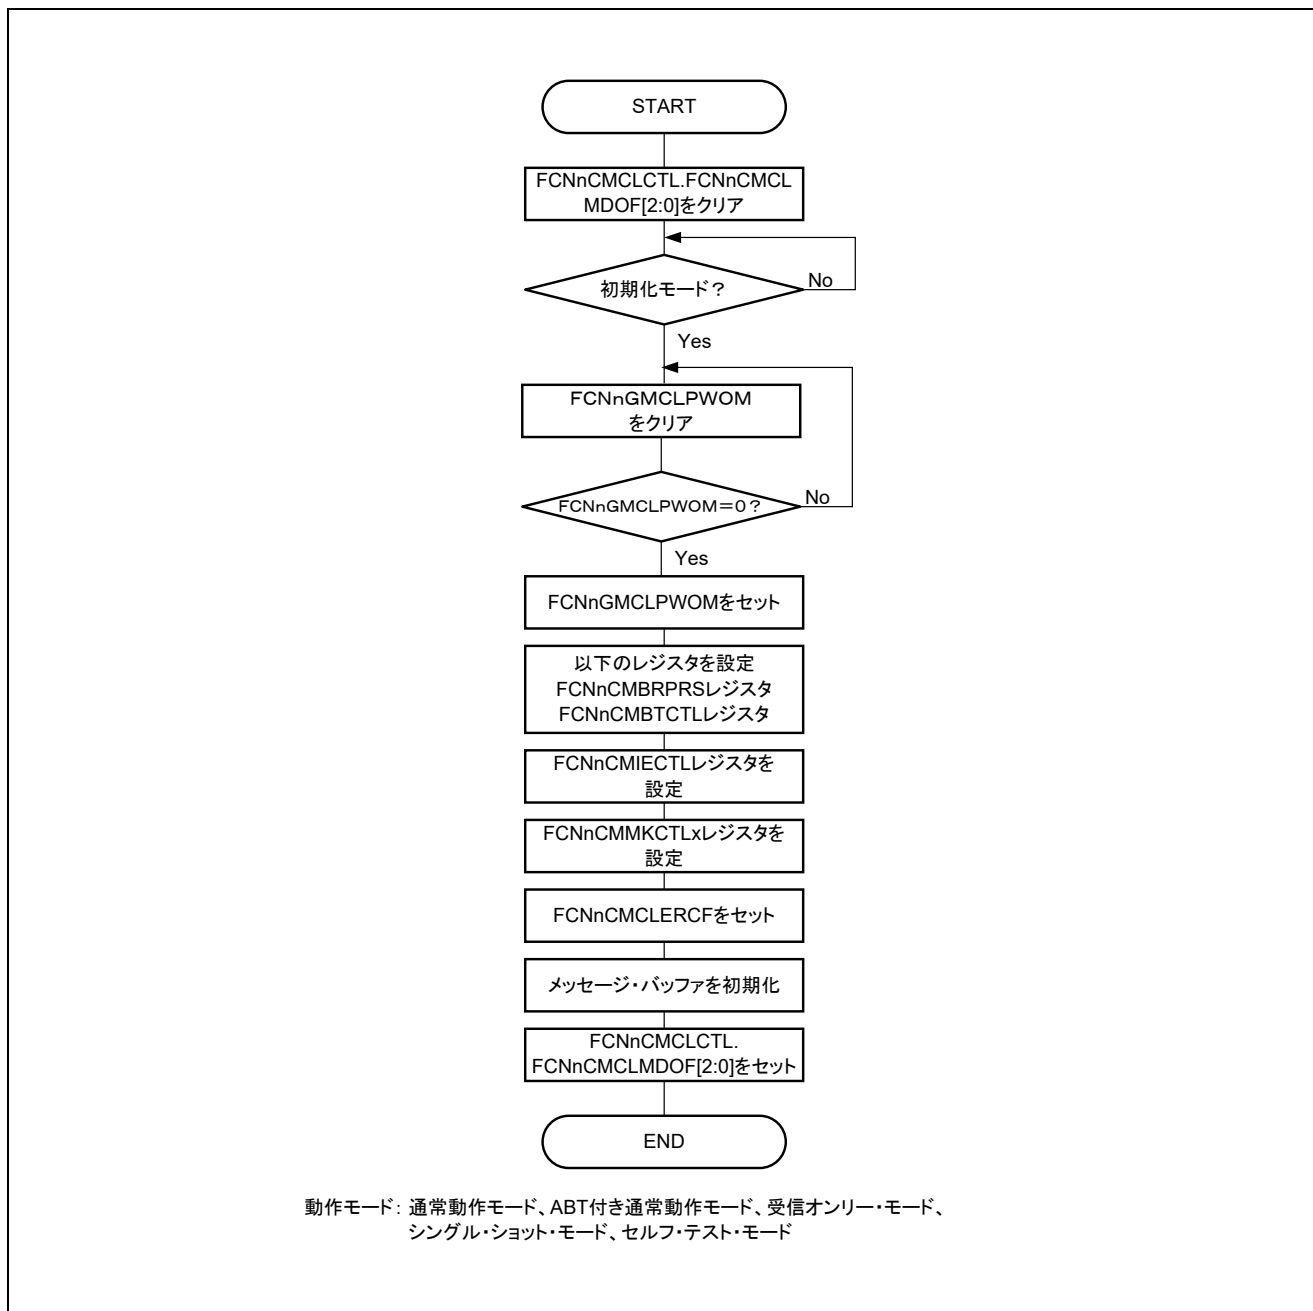 START
FCNnCMCLCTL.FCNnCMCL
MDOF[2:0]をクリア
初期化モード？
No
Yes
ＦＣＮｎＧＭＣＬＰＷＯＭ
をクリア
ＦＣＮｎＧＭＣＬＰＷＯＭ＝０？
No
Yes
FCNnGMCLPWOMをセット
以下のレジスタを設定
FCNnCMBRPRSレジスタ
FCNnCMBTCTLレジスタ
FCNnCMIECTLレジスタを
設定
FCNnCMMKCTLxレジスタを
設定
FCNnCMCLERCFをセット
メッセージ・バッファを初期化
FCNnCMCLCTL.
FCNnCMCLMDOF[2:0]をセット
END
動作モード： 通常動作モード、ABT付き通常動作モード、受信オンリー・モード、
シングル・ショット・モード、セルフ・テスト・モード